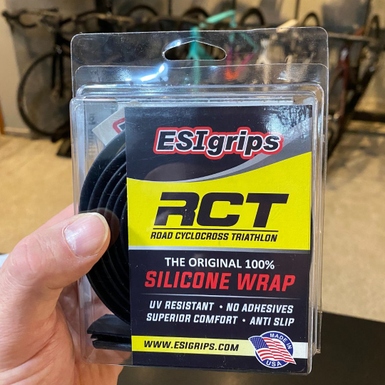 ESIgrips
RCT
ROAD CYCLOCROSS TRIATHLON
THE ORIGINAL 100%
SILICONE WRAP
UV RESISTANT • NO ADHESIVES
SUPERIOR COMFORT • ANTI SLIP
WWW.ESIGRIPS.COM
MADE IN
USA